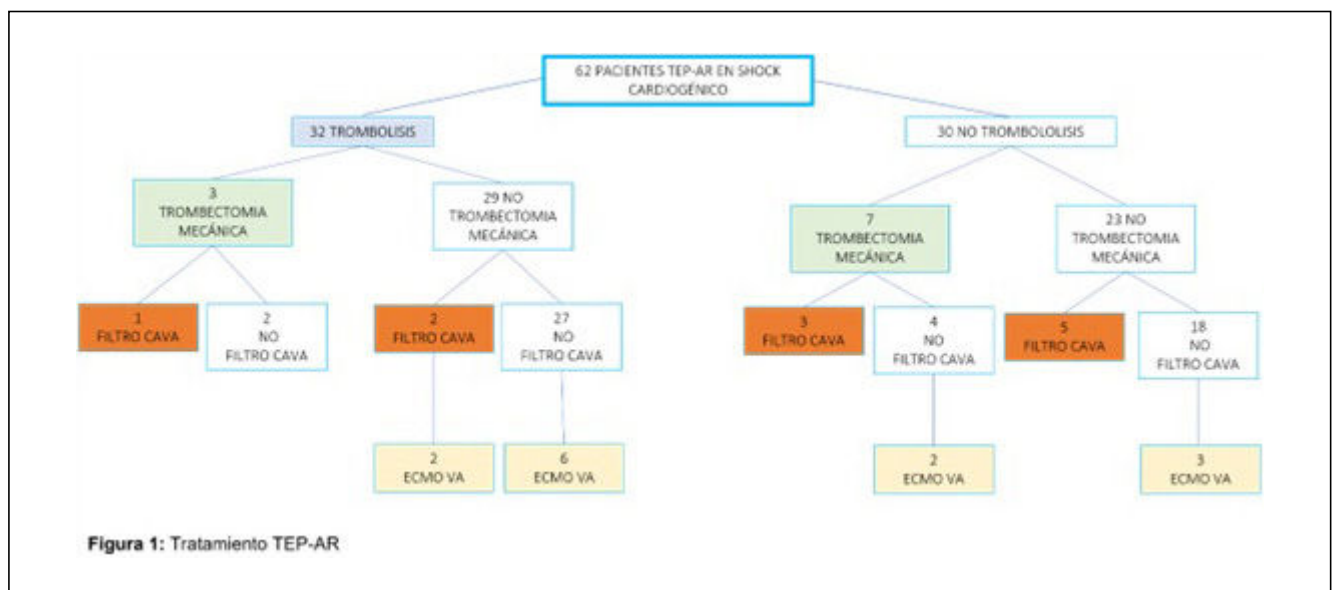 62 PACIENTES TEP-AR EN SHOCK
CARDIOGÉNICO
32 TROMBOLISIS
30 NO TROMBOLOLISIS
3
TROMBECTOMIA
MECÁNICA
29 NO
TROMBECTOMIA
MECÁNICA
7
TROMBECTOMIA
MECÁNICA
23 NO
TROMBECTOMIA
MECÁNICA
1
FILTRO CAVA
2
NO
FILTRO CAVA
2
FILTRO CAVA
27
NO
FILTRO CAVA
3
FILTRO CAVA
4
NO
FILTRO CAVA
5
FILTRO CAVA
18
NO
FILTRO CAVA
2
ECMO VA
6
ECMO VA
2
ECMO VA
3
ECMO VA
Figura 1: Tratamiento TEP-AR